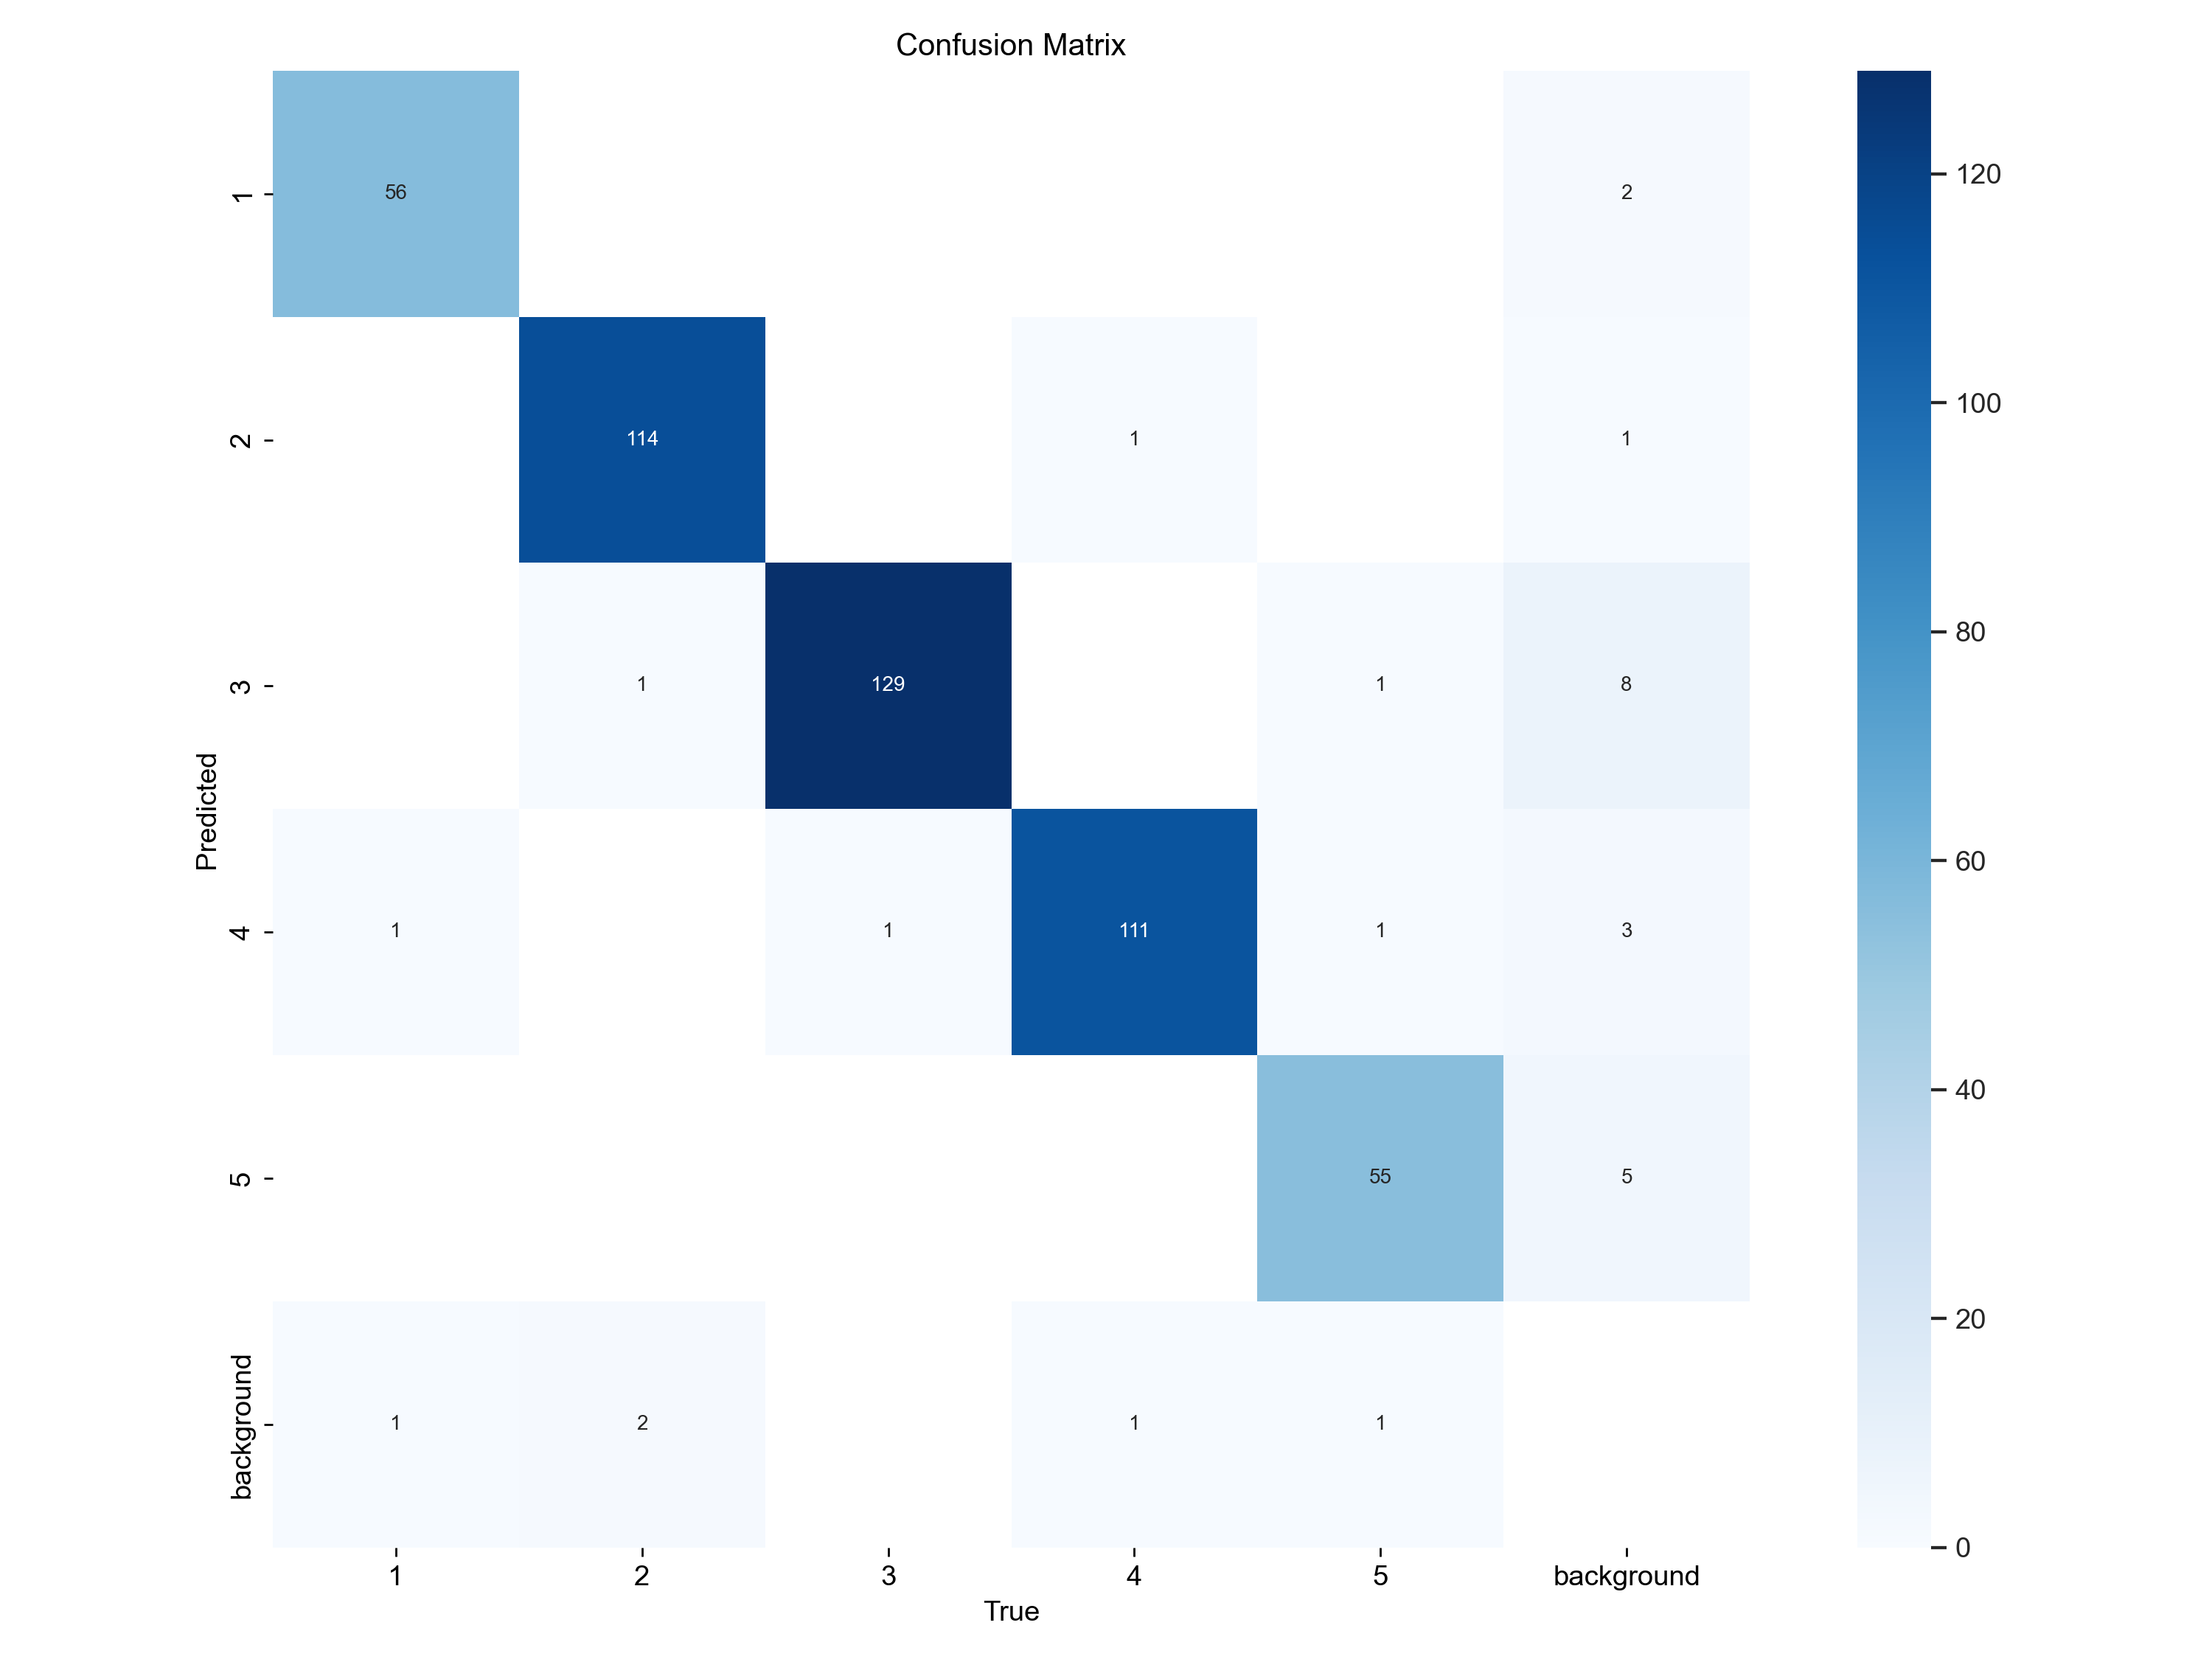 Confusion Matrix
1 56 2
2 114 1 1
3 1 129 1 8
4 1 1 111 1 3
5 55 5
background 1 2 1 1
1 2 3 4 5 background
True
Predicted
120
100
80
60
40
20
0